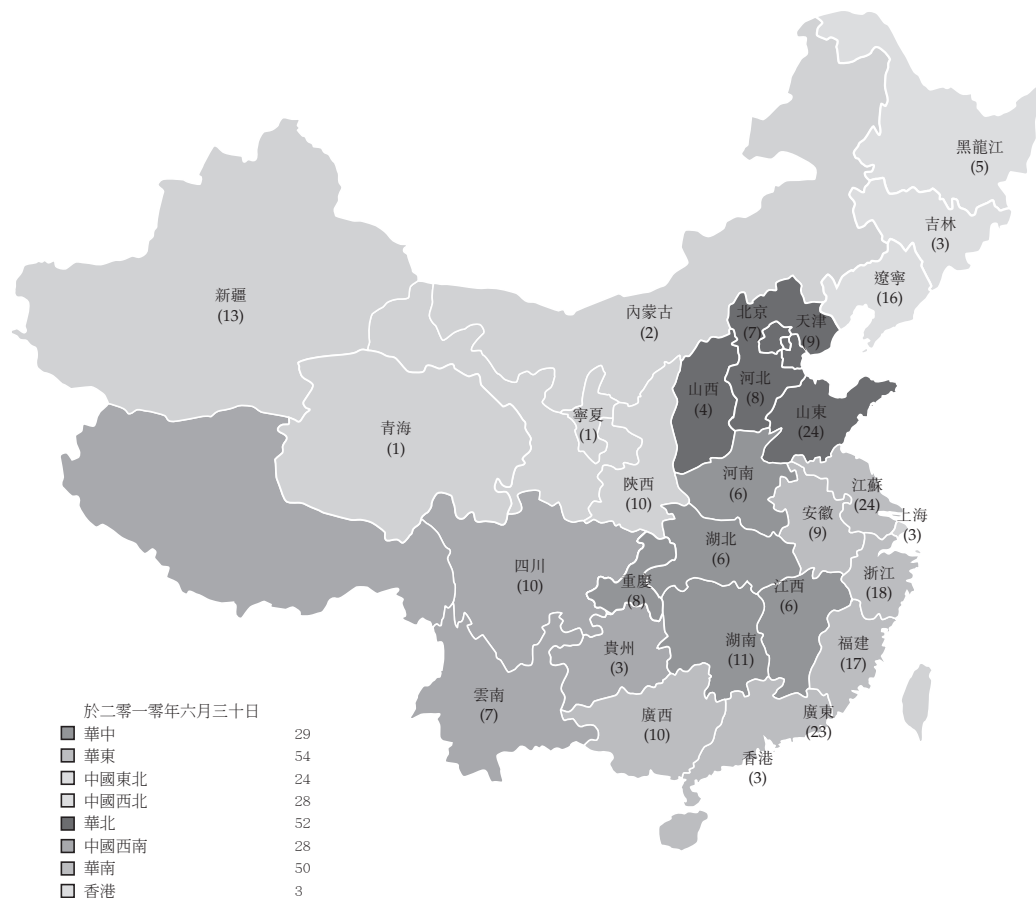 黑龍江
(5)
吉林
(3)
遼寧
(16)
新疆
(13)
內蒙古
(2)
北京
(7)
天津
(9)
河北
(8)
山西
(4)
山東
(24)
寧夏
(1)
青海
(1)
陝西
(10)
河南
(6)
江蘇
(24)
安徽
(9)
上海
(3)
湖北
(6)
四川
(10)
重慶
(8)
浙江
(18)
江西
(6)
湖南
(11)
福建
(17)
貴州
(3)
雲南
(7)
廣西
(10)
廣東
(23)
香港
(3)
於二零一零年六月三十日
華中 29
華東 54
中國東北 24
中國西北 28
華北 52
中國西南 28
華南 50
香港 3